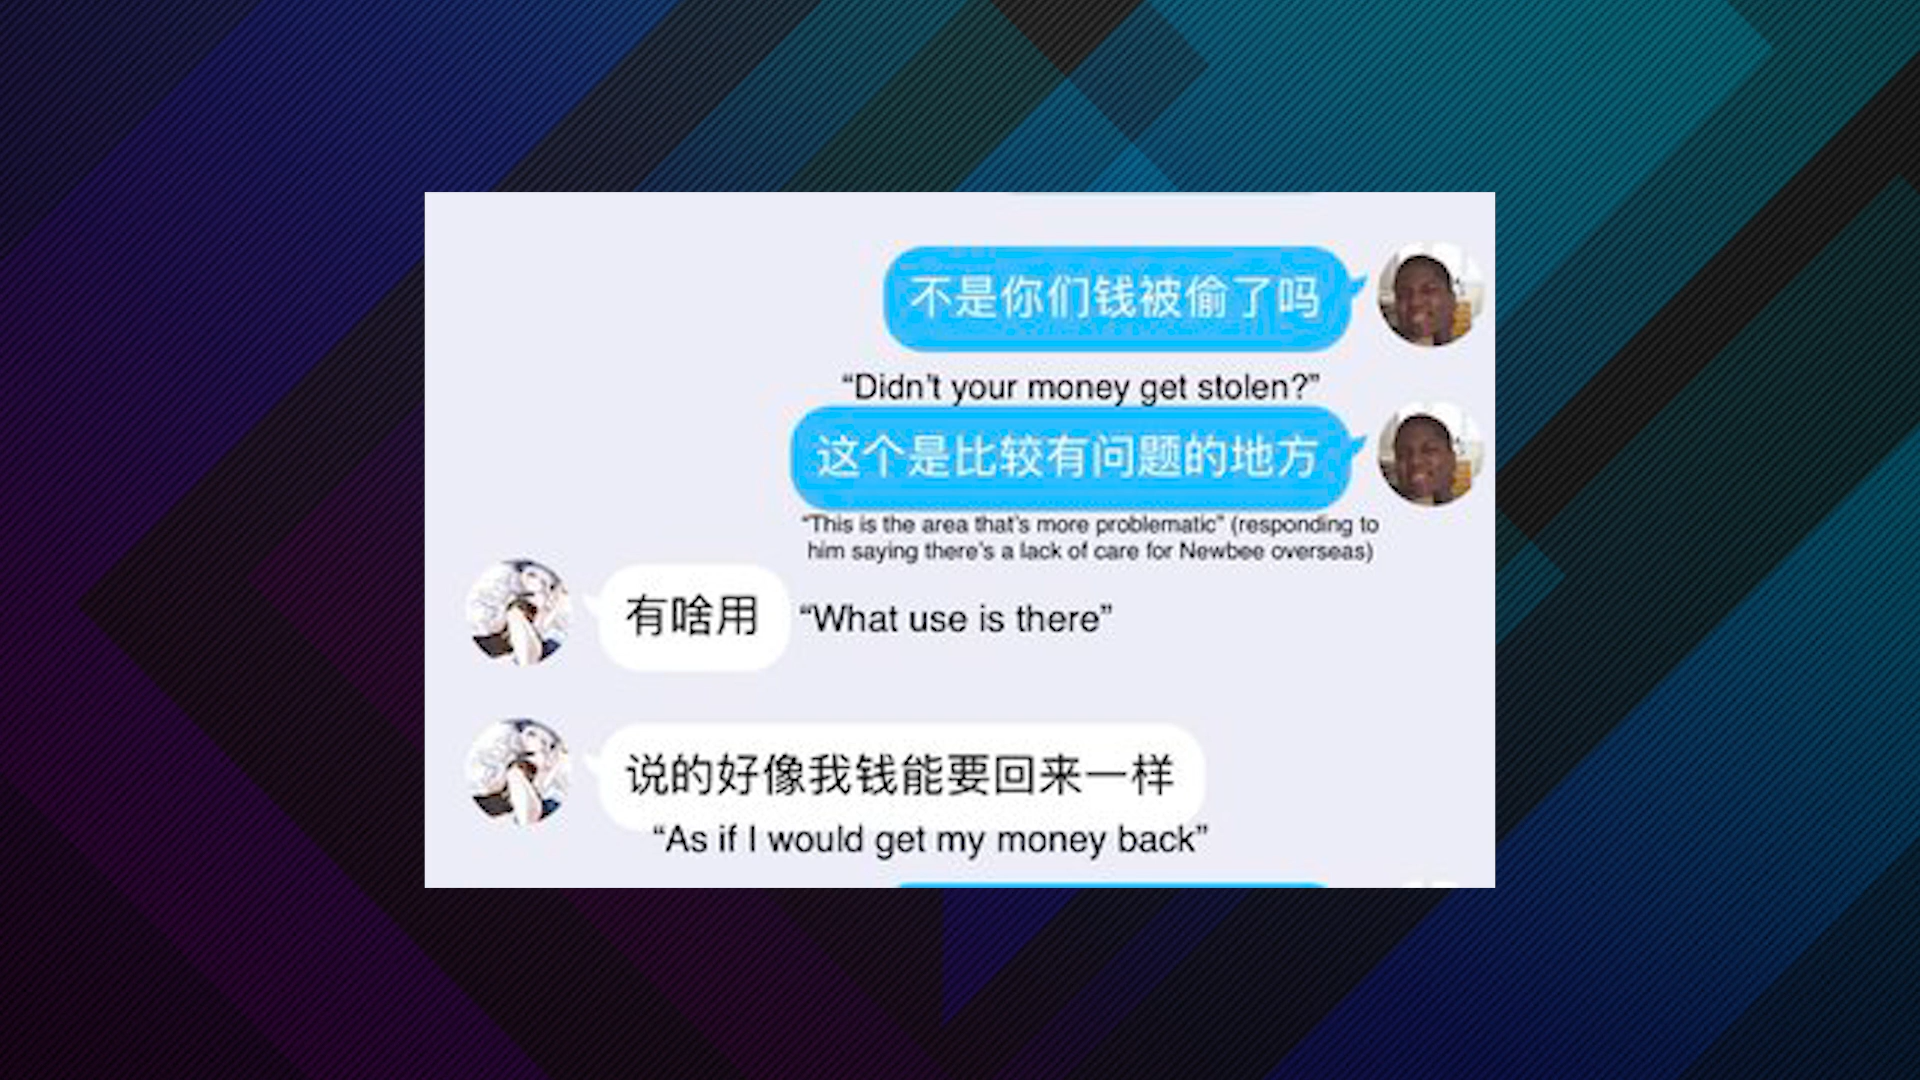 不是你们钱被偷了吗
“Didn’t your money get stolen?”
这个是比较有问题的地方
“This is the area that’s more problematic” (responding to
him saying there’s a lack of care for Newbee overseas)
有啥用
“What use is there”
说的好像我钱能要回来一样
“As if I would get my money back”